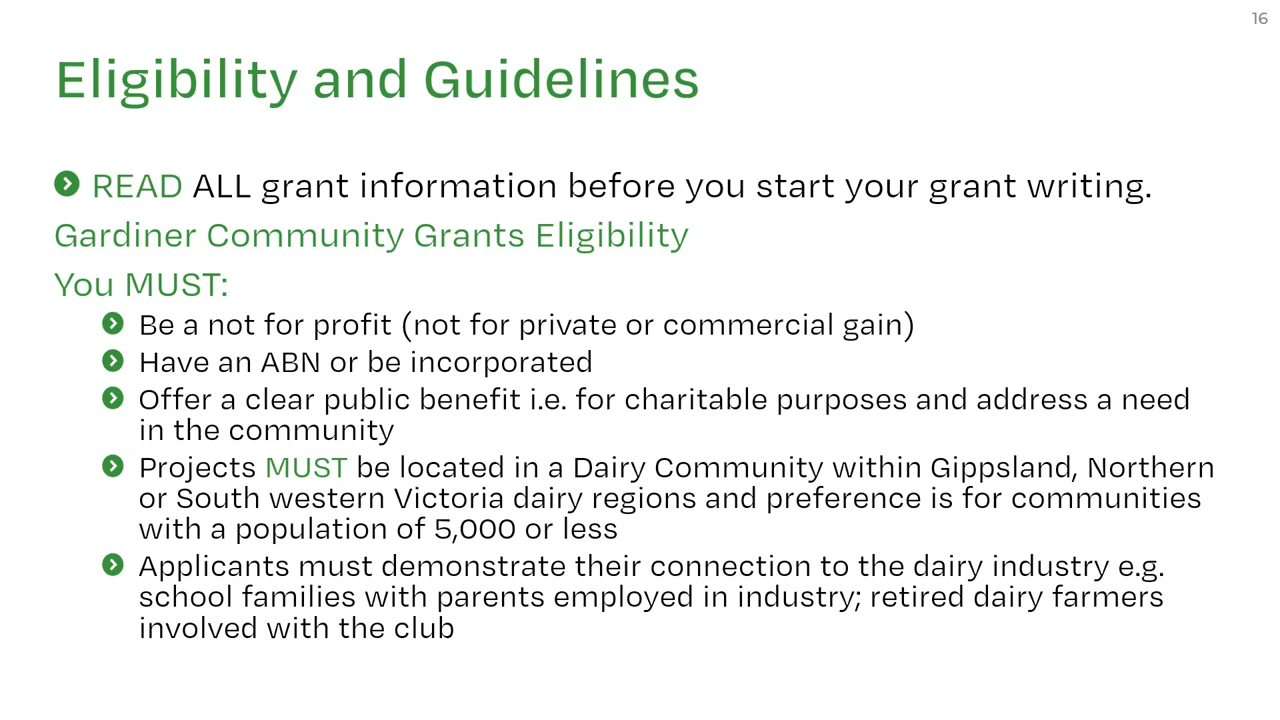 16
Eligibility and Guidelines
READ ALL grant information before you start your grant writing.
Gardiner Community Grants Eligibility
You MUST:
Be a not for profit (not for private or commercial gain)
Have an ABN or be incorporated
Offer a clear public benefit i.e. for charitable purposes and address a need
in the community
Projects MUST be located in a Dairy Community within Gippsland, Northern
or South western Victoria dairy regions and preference is for communities
with a population of 5,000 or less
Applicants must demonstrate their connection to the dairy industry e.g.
school families with parents employed in industry; retired dairy farmers
involved with the club